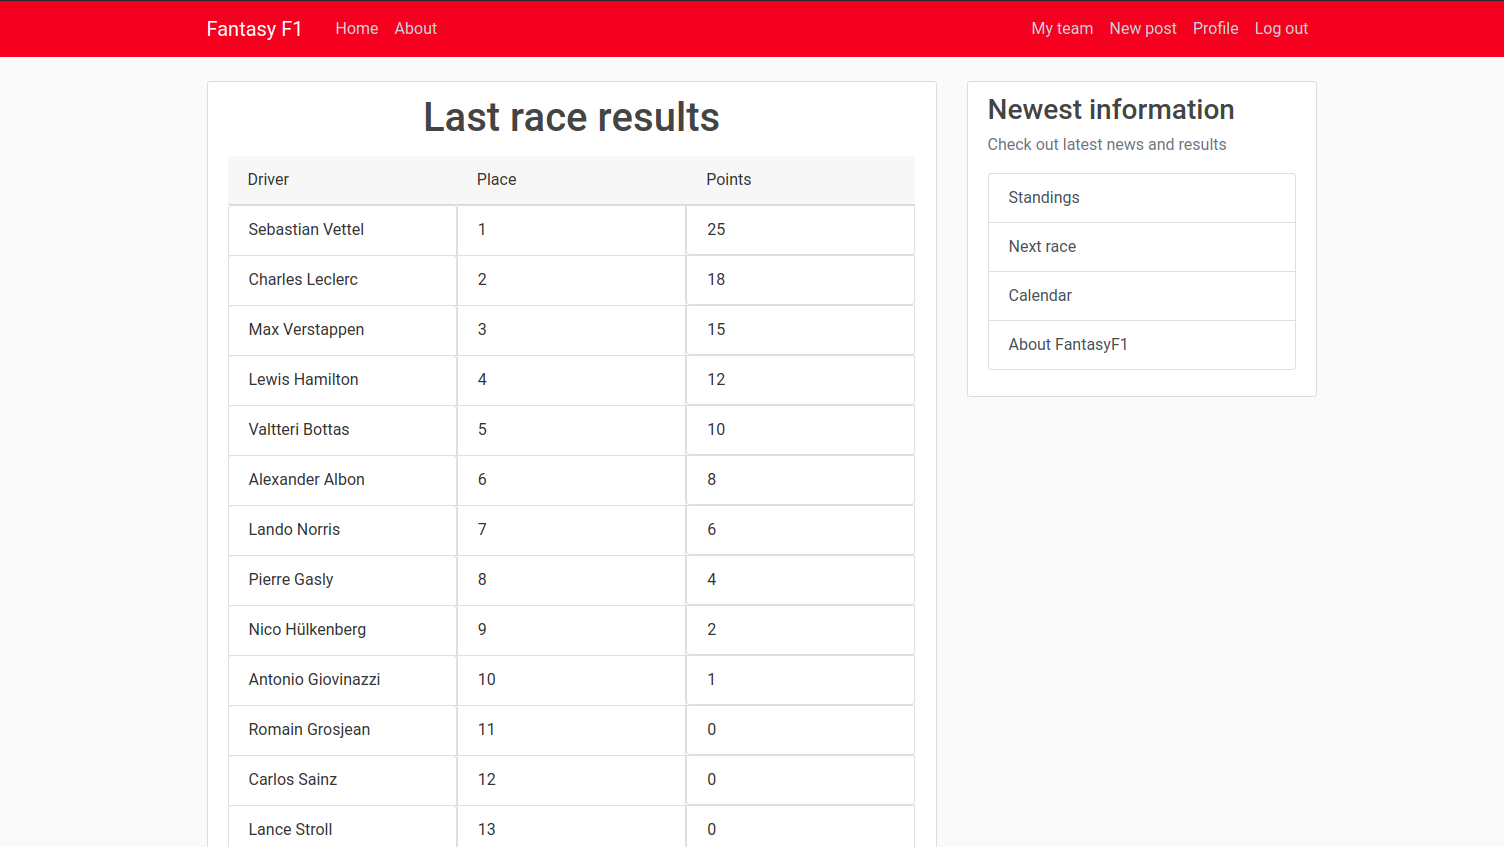 Fantasy F1 Home About My team New post Profile Log out
Last race results
Driver Place Points
Sebastian Vettel 1 25
Charles Leclerc 2 18
Max Verstappen 3 15
Lewis Hamilton 4 12
Valtteri Bottas 5 10
Alexander Albon 6 8
Lando Norris 7 6
Pierre Gasly 8 4
Nico Hülkenberg 9 2
Antonio Giovinazzi 10 1
Romain Grosjean 11 0
Carlos Sainz 12 0
Lance Stroll 13 0
Newest information
Check out latest news and results
Standings
Next race
Calendar
About FantasyF1